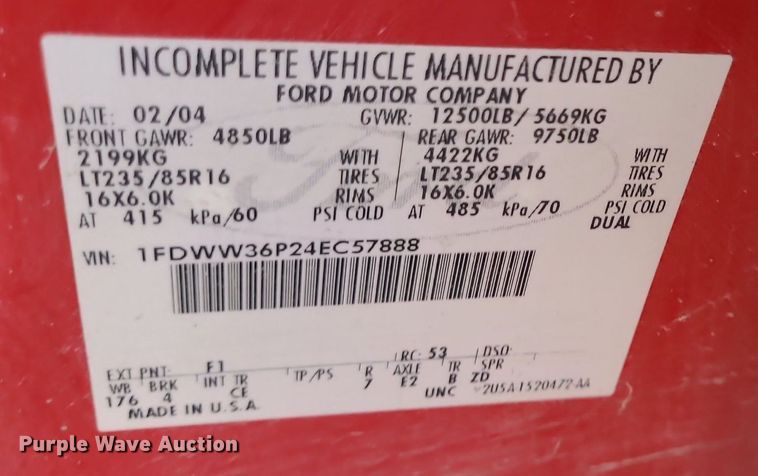 INCOMPLETE VEHICLE MANUFACTURED BY
FORD MOTOR COMPANY
DATE: 02/04 GVWR: 12500LB/ 5669KG
FRONT GAWR: 4850LB REAR GAWR: 9750LB
2199KG WITH 4422KG WITH
LT235/85R16 TIRES LT235/85R16 TIRES
16X6.0K RIMS 16X6.0K RIMS
AT 415 kPa/60 PSI COLD AT 485 kPa/70 PSI COLD
DUAL
VIN: 1FDWW36P24EC57888
EXT PNT: F1 RC: 53 DSO:
WB BRK INT TR TP/PS R AXLE TR SPR
176 4 CE 7 E2 B ZD
MADE IN U.S.A. UNC 2U5A1520472 AA
Purple Wave Auction